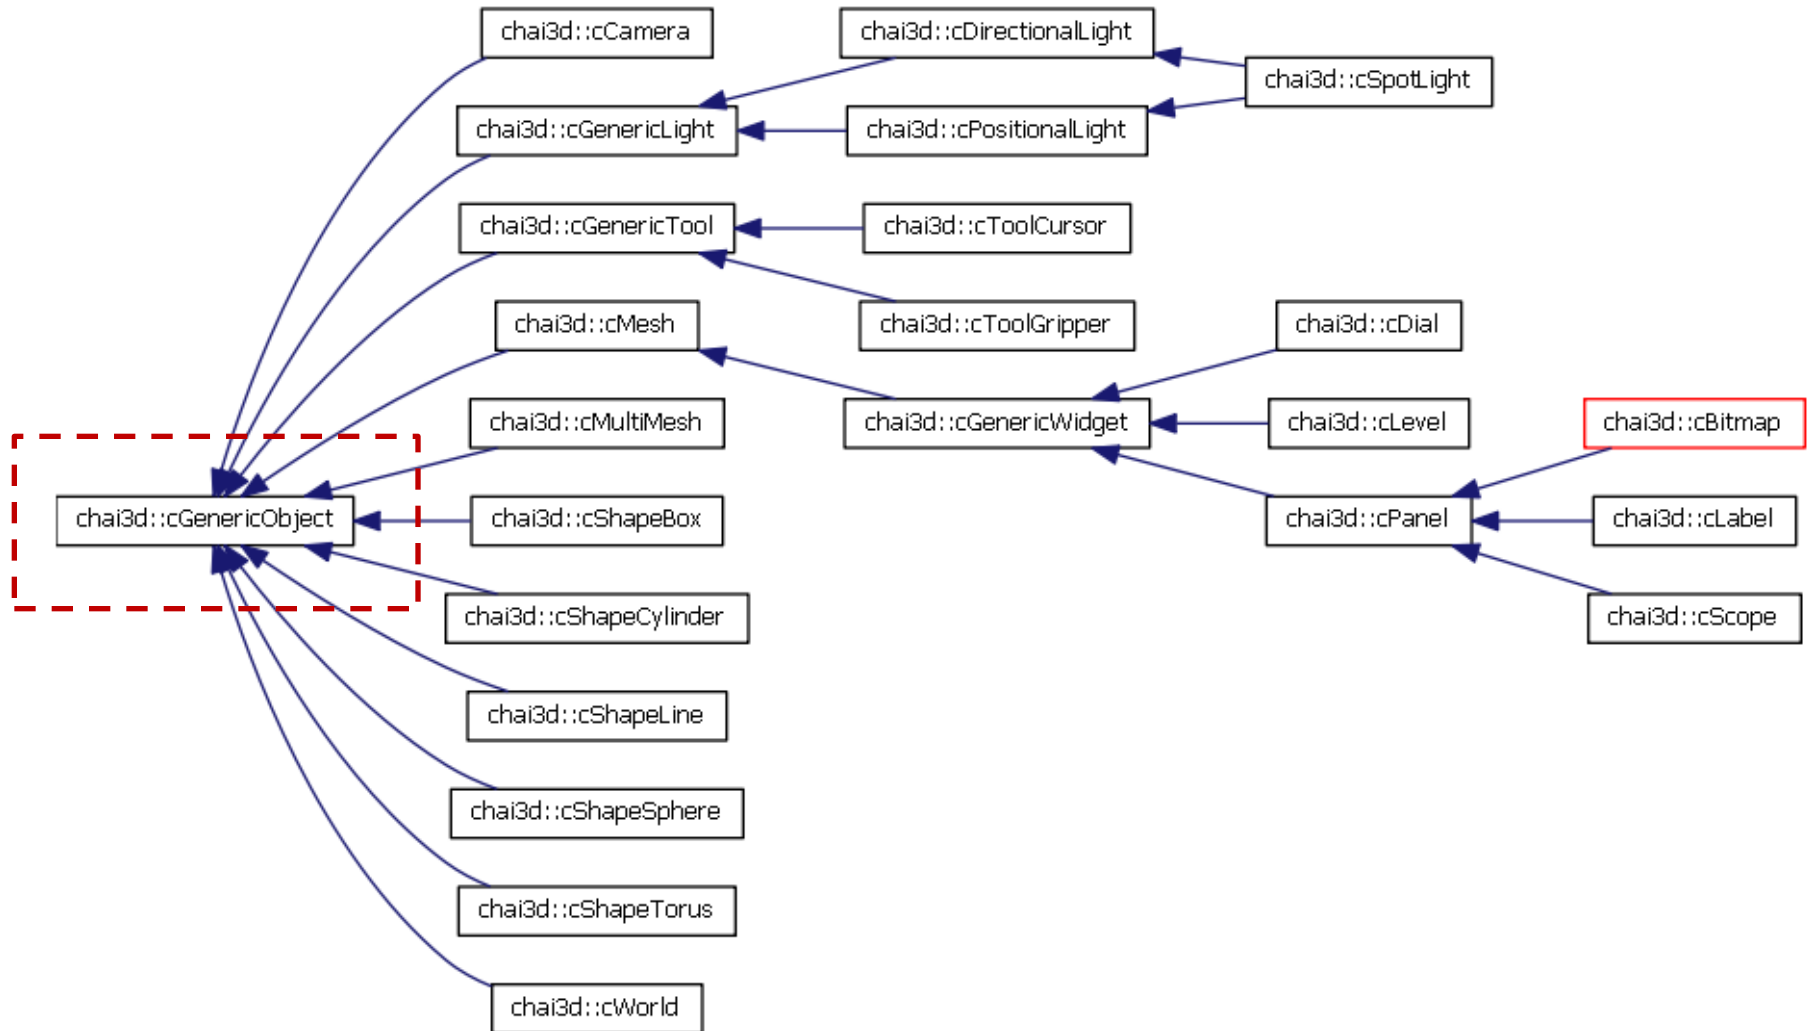 chai3d::cCamera
chai3d::cDirectionalLight
chai3d::cSpotLight
chai3d::cGenericLight
chai3d::cPositionalLight
chai3d::cGenericTool
chai3d::cToolCursor
chai3d::cMesh
chai3d::cToolGripper
chai3d::cDial
chai3d::cMultiMesh
chai3d::cGenericWidget
chai3d::cLevel
chai3d::cBitmap
chai3d::cGenericObject
chai3d::cShapeBox
chai3d::cPanel
chai3d::cLabel
chai3d::cShapeCylinder
chai3d::cScope
chai3d::cShapeLine
chai3d::cShapeSphere
chai3d::cShapeTorus
chai3d::cWorld